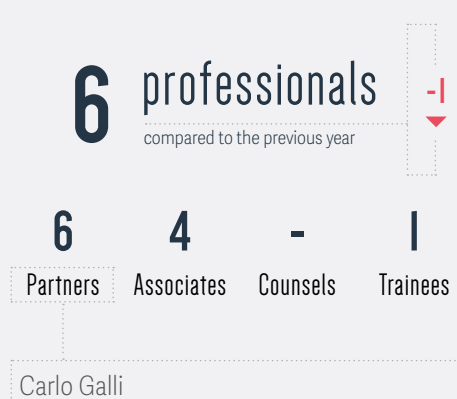 6 professionals
compared to the previous year
-1
6 4 - 1
Partners Associates Counsels Trainees
Carlo Galli